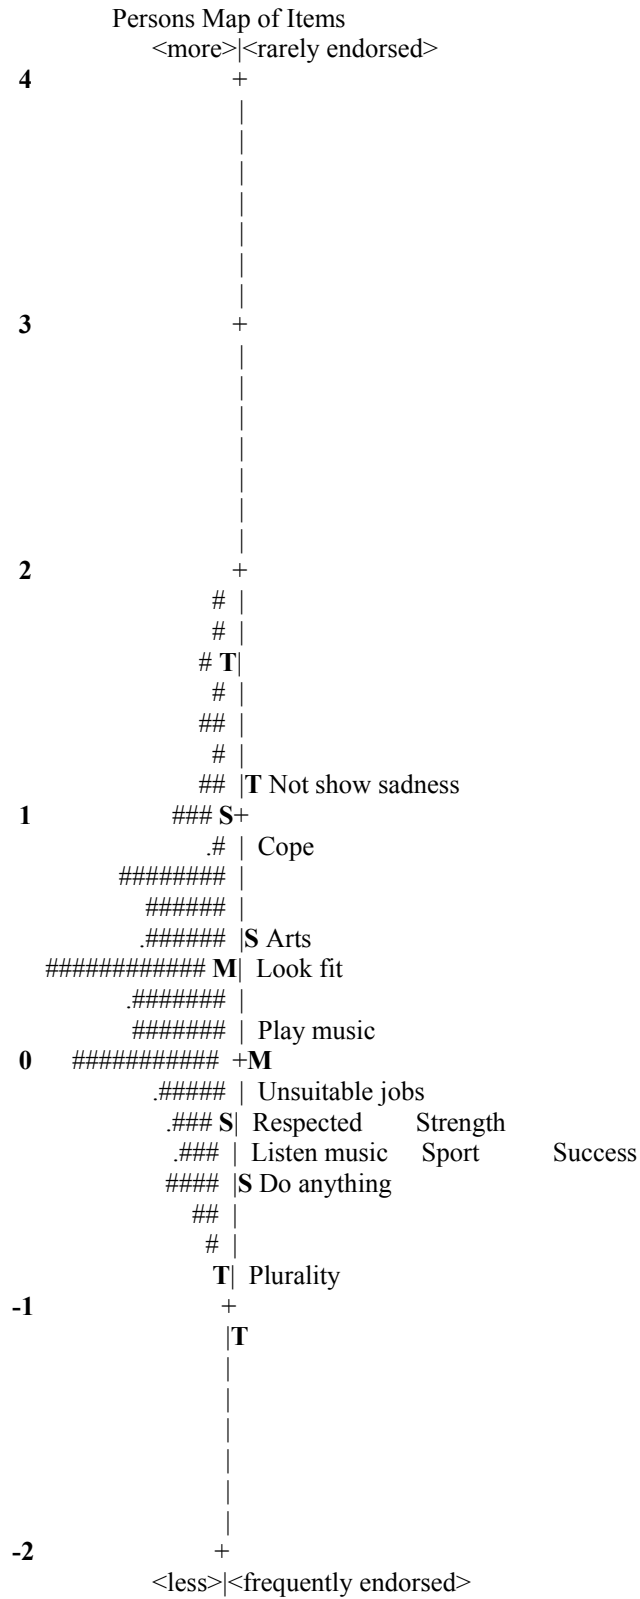 Persons Map of Items
<more>|<rarely endorsed>
4 +
|
|
|
|
|
|
|
3 +
|
|
|
|
|
|
|
2 +
# |
# |
# T|
# |
## |
# |
## |T Not show sadness
1 ### S+
.# | Cope
######## |
###### |
.###### |S Arts
############ M| Look fit
.####### |
####### | Play music
0 ########### +M
.##### | Unsuitable jobs
.### S| Respected Strength
.### | Listen music Sport Success
#### |S Do anything
## |
# |
T| Plurality
-1 +
|T
|
|
|
|
|
|
-2 +
<less>|<frequently endorsed>